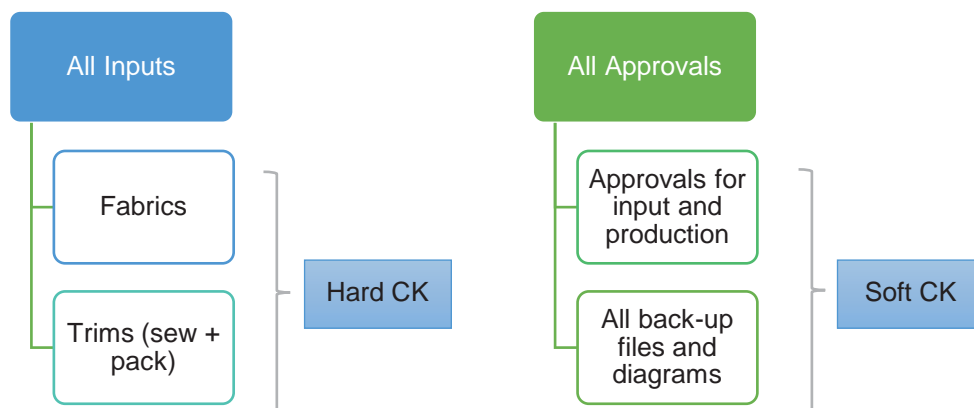 All Inputs
Fabrics
Trims (sew +
pack)
Hard CK
All Approvals
Approvals for
input and
production
All back-up
files and
diagrams
Soft CK